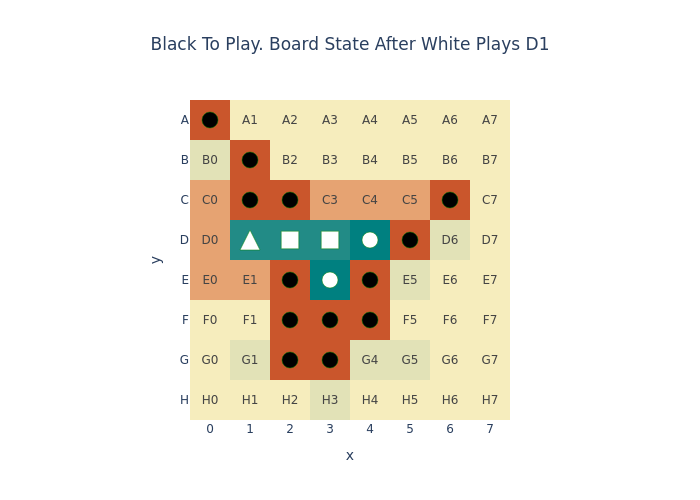 Black To Play. Board State After White Plays D1
A A1 A2 A3 A4 A5 A6 A7
B B0 B2 B3 B4 B5 B6 B7
C C0 C3 C4 C5 C7
D D0 D6 D7
y
E E0 E1 E5 E6 E7
F F0 F1 F5 F6 F7
G G0 G1 G4 G5 G6 G7
H H0 H1 H2 H3 H4 H5 H6 H7
0 1 2 3 4 5 6 7
x